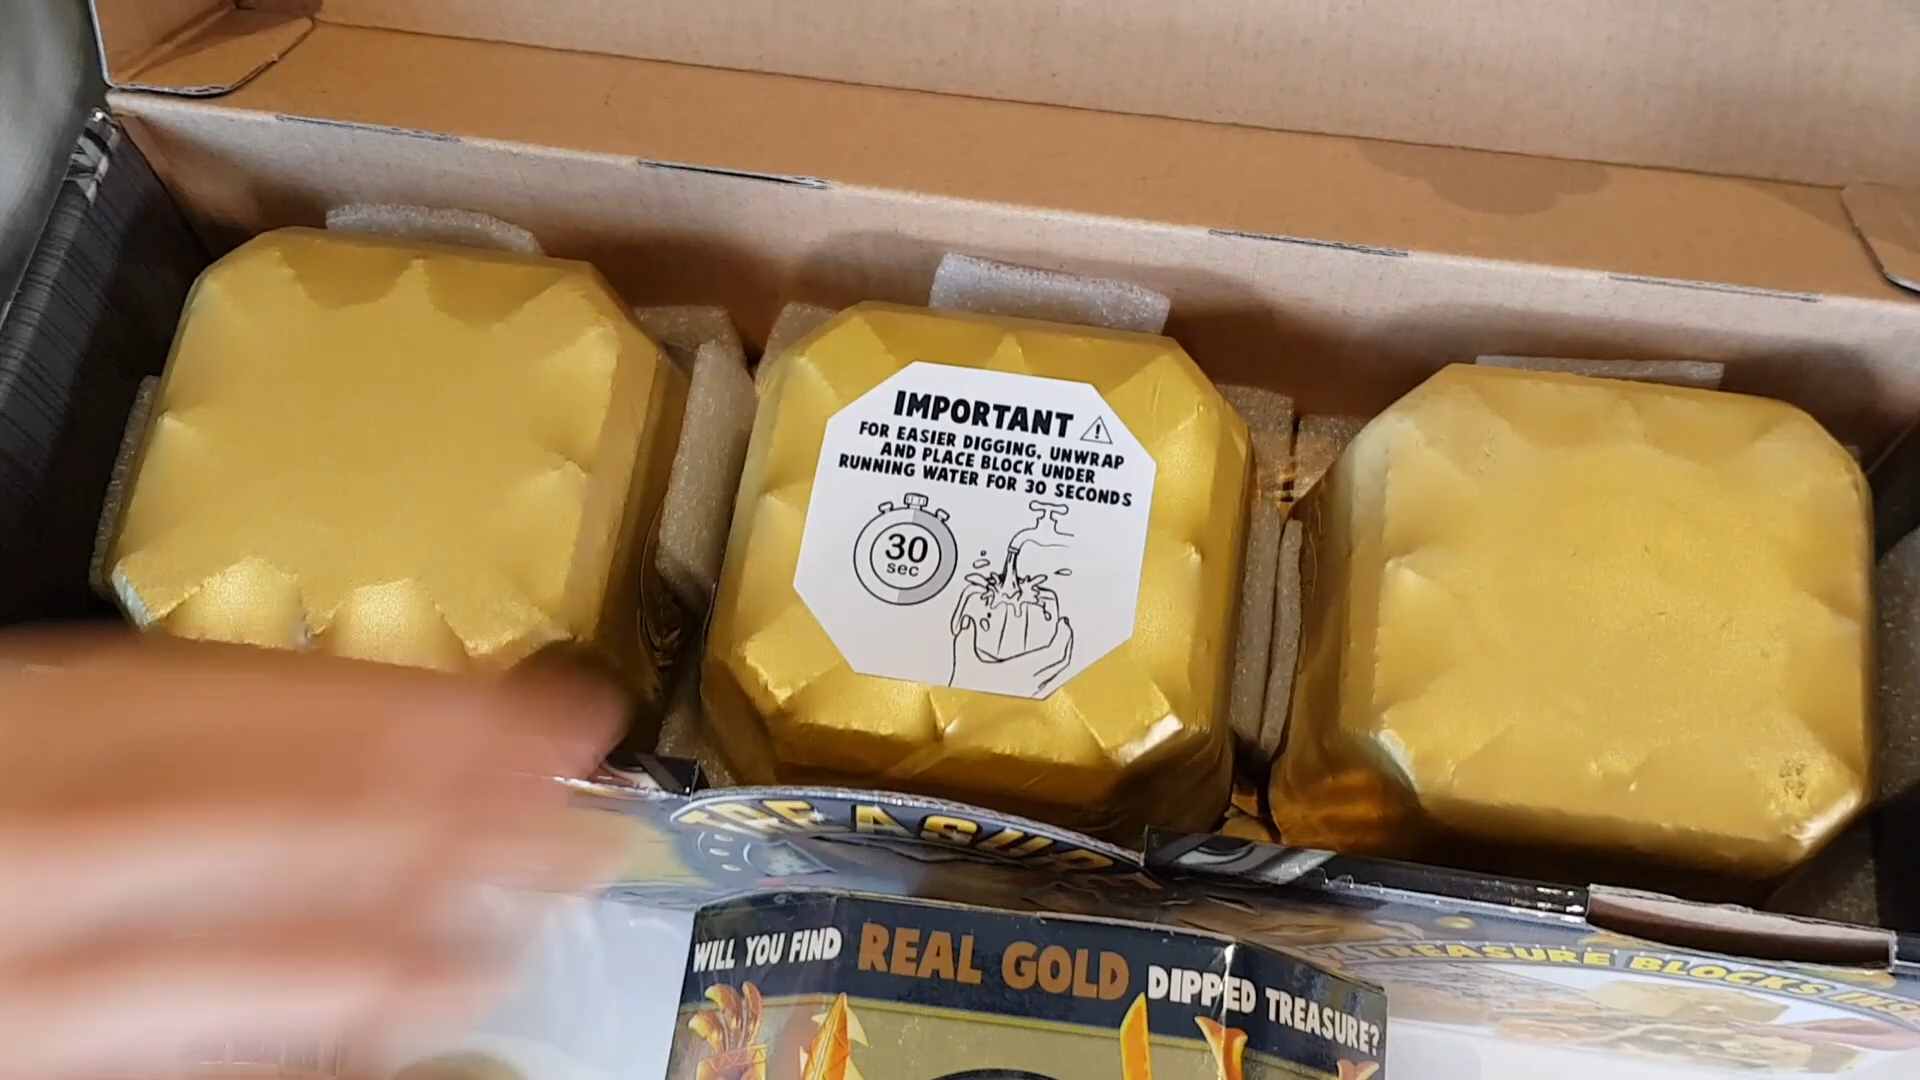 IMPORTANT
FOR EASIER DIGGING, UNWRAP
AND PLACE BLOCK UNDER
RUNNING WATER FOR 30 SECONDS
30
sec
TREASURE
WILL YOU FIND REAL GOLD DIPPED TREASURE?
TREASURE BLOCKS